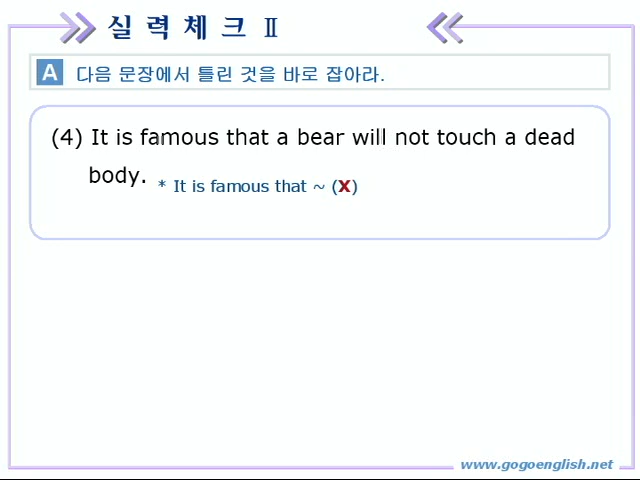 실 력 체 크 Ⅱ
A 다음 문장에서 틀린 것을 바로 잡아라.
(4) It is famous that a bear will not touch a dead
body. * It is famous that ~ (X)
www.gogoenglish.net